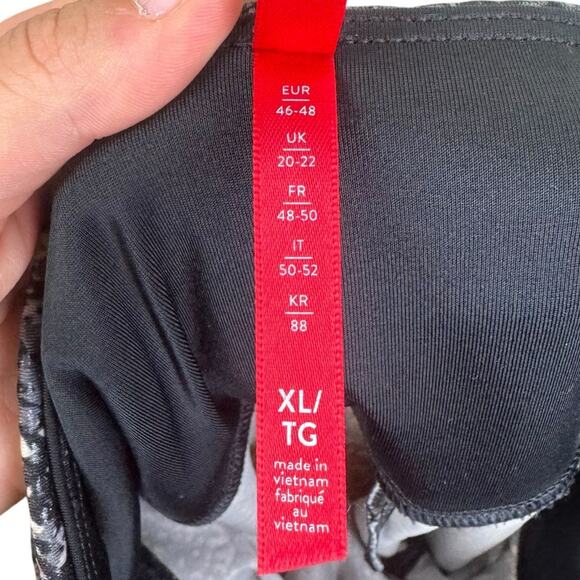 EUR
46-48
UK
20-22
FR
48-50
IT
50-52
KR
88
XL/
TG
made in
vietnam
fabriqué
au
vietnam